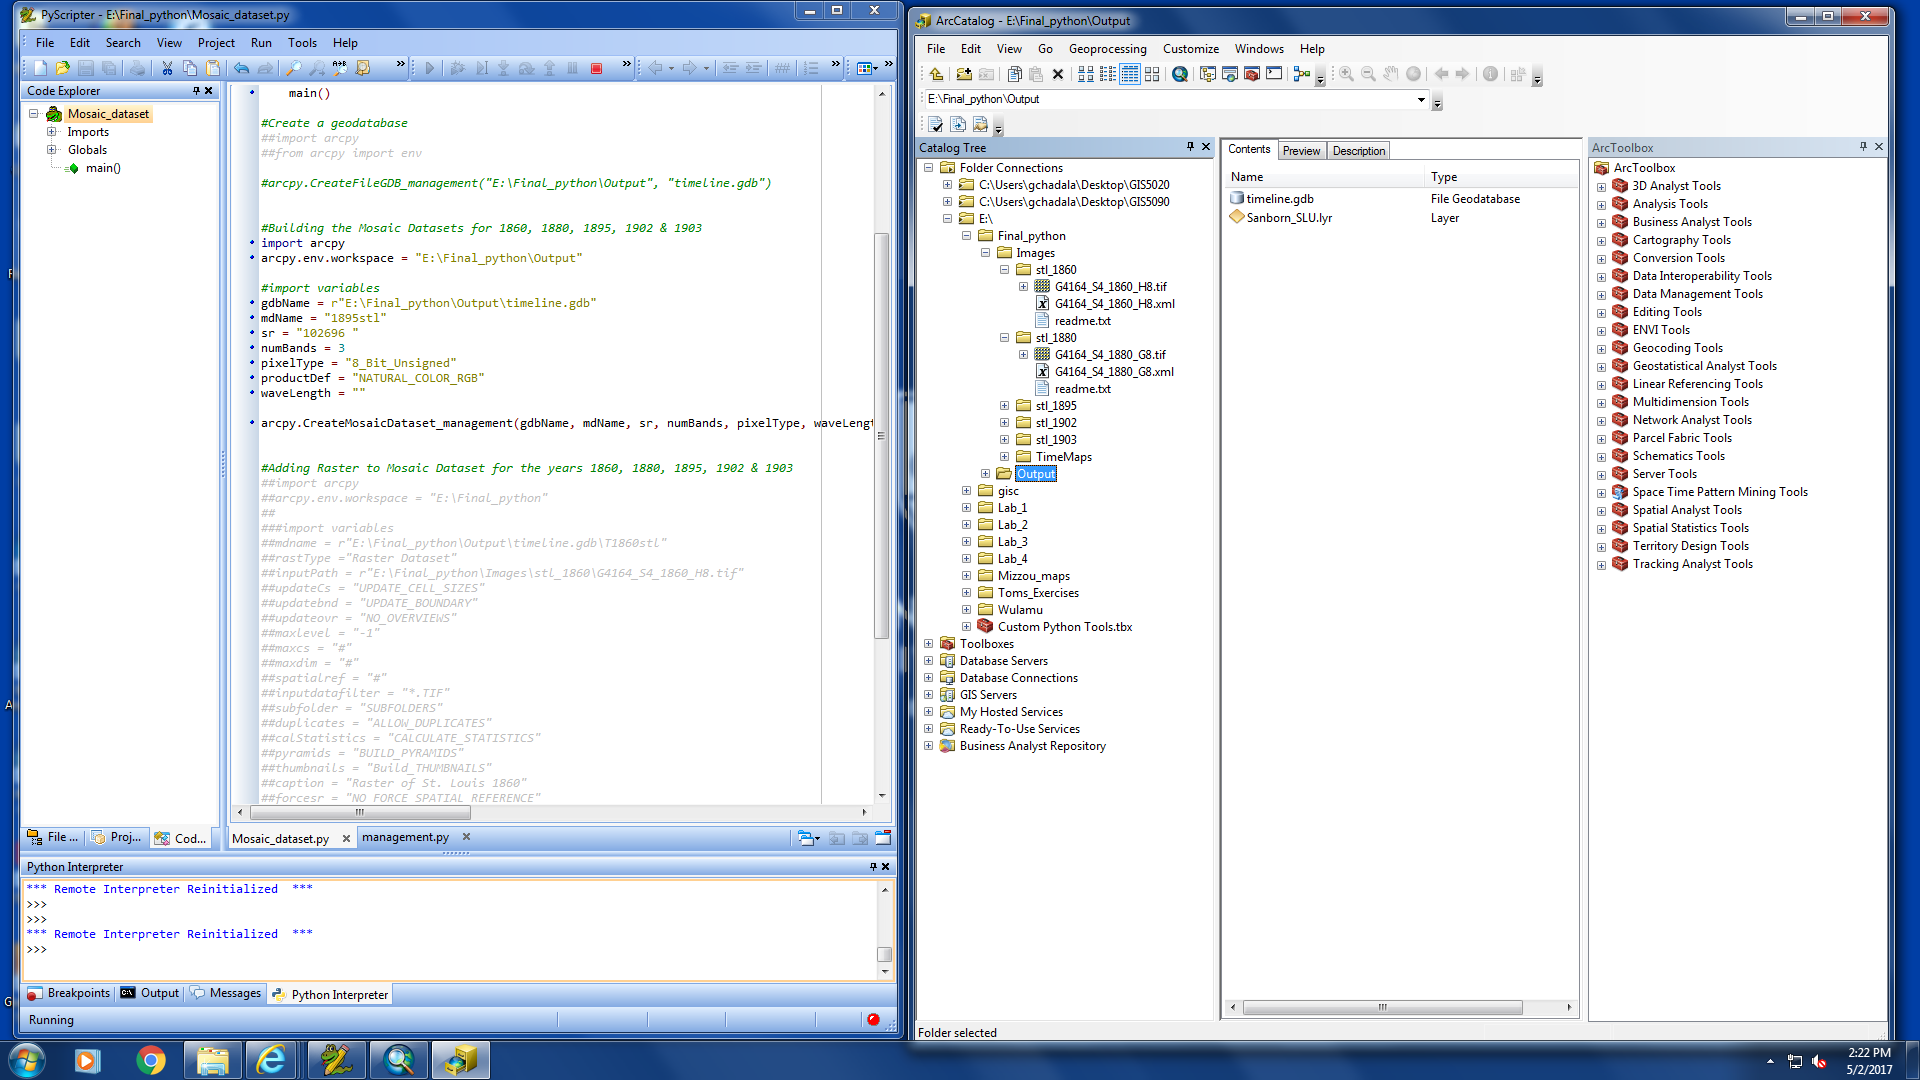 PyScripter - E:\Final_python\Mosaic_dataset.py
File Edit Search View Project Run Tools Help
Code Explorer
Mosaic_dataset
Imports
Globals
main()
main()
#Create a geodatabase
##import arcpy
##from arcpy import env
#arcpy.CreateFileGDB_management("E:\Final_python\Output", "timeline.gdb")
#Building the Mosaic Datasets for 1860, 1880, 1895, 1902 & 1903
import arcpy
arcpy.env.workspace = "E:\Final_python\Output"
#import variables
gdbName = r"E:\Final_python\Output\timeline.gdb"
mdName = "1895stl"
sr = "102696 "
numBands = 3
pixelType = "8_Bit_Unsigned"
productDef = "NATURAL_COLOR_RGB"
waveLength = ""
arcpy.CreateMosaicDataset_management(gdbName, mdName, sr, numBands, pixelType, waveLengt
#Adding Raster to Mosaic Dataset for the years 1860, 1880, 1895, 1902 & 1903
##import arcpy
##arcpy.env.workspace = "E:\Final_python"
##
###import variables
##mdname = r"E:\Final_python\Output\timeline.gdb\T1860stl"
##rastType ="Raster Dataset"
##inputPath = r"E:\Final_python\Images\stl_1860\G4164_S4_1860_H8.tif"
##updateCs = "UPDATE_CELL_SIZES"
##updatebnd = "UPDATE_BOUNDARY"
##updateovr = "NO_OVERVIEWS"
##maxlevel = "-1"
##maxcs = "#"
##maxdim = "#"
##spatialref = "#"
##inputdatafilter = "*.TIF"
##subfolder = "SUBFOLDERS"
##duplicates = "ALLOW_DUPLICATES"
##calStatistics = "CALCULATE_STATISTICS"
##pyramids = "BUILD_PYRAMIDS"
##thumbnails = "Build_THUMBNAILS"
##caption = "Raster of St. Louis 1860"
##forcesr = "NO_FORCE_SPATIAL_REFERENCE"
File ... Proj... Cod...
Mosaic_dataset.py management.py
Python Interpreter
*** Remote Interpreter Reinitialized ***
>>>
>>>
*** Remote Interpreter Reinitialized ***
>>>
Breakpoints Output Messages Python Interpreter
Running
ArcCatalog - E:\Final_python\Output
File Edit View Go Geoprocessing Customize Windows Help
E:\Final_python\Output
Catalog Tree
Folder Connections
C:\Users\gchadala\Desktop\GIS5020
C:\Users\gchadala\Desktop\GIS5090
E:\
Final_python
Images
stl_1860
G4164_S4_1860_H8.tif
G4164_S4_1860_H8.xml
readme.txt
stl_1880
G4164_S4_1880_G8.tif
G4164_S4_1880_G8.xml
readme.txt
stl_1895
stl_1902
stl_1903
TimeMaps
Output
gisc
Lab_1
Lab_2
Lab_3
Lab_4
Mizzou_maps
Toms_Exercises
Wulamu
Custom Python Tools.tbx
Toolboxes
Database Servers
Database Connections
GIS Servers
My Hosted Services
Ready-To-Use Services
Business Analyst Repository
Contents Preview Description
Name Type
timeline.gdb File Geodatabase
Sanborn_SLU.lyr Layer
ArcToolbox
ArcToolbox
3D Analyst Tools
Analysis Tools
Business Analyst Tools
Cartography Tools
Conversion Tools
Data Interoperability Tools
Data Management Tools
Editing Tools
ENVI Tools
Geocoding Tools
Geostatistical Analyst Tools
Linear Referencing Tools
Multidimension Tools
Network Analyst Tools
Parcel Fabric Tools
Schematics Tools
Server Tools
Space Time Pattern Mining Tools
Spatial Analyst Tools
Spatial Statistics Tools
Territory Design Tools
Tracking Analyst Tools
Folder selected
2:22 PM
5/2/2017